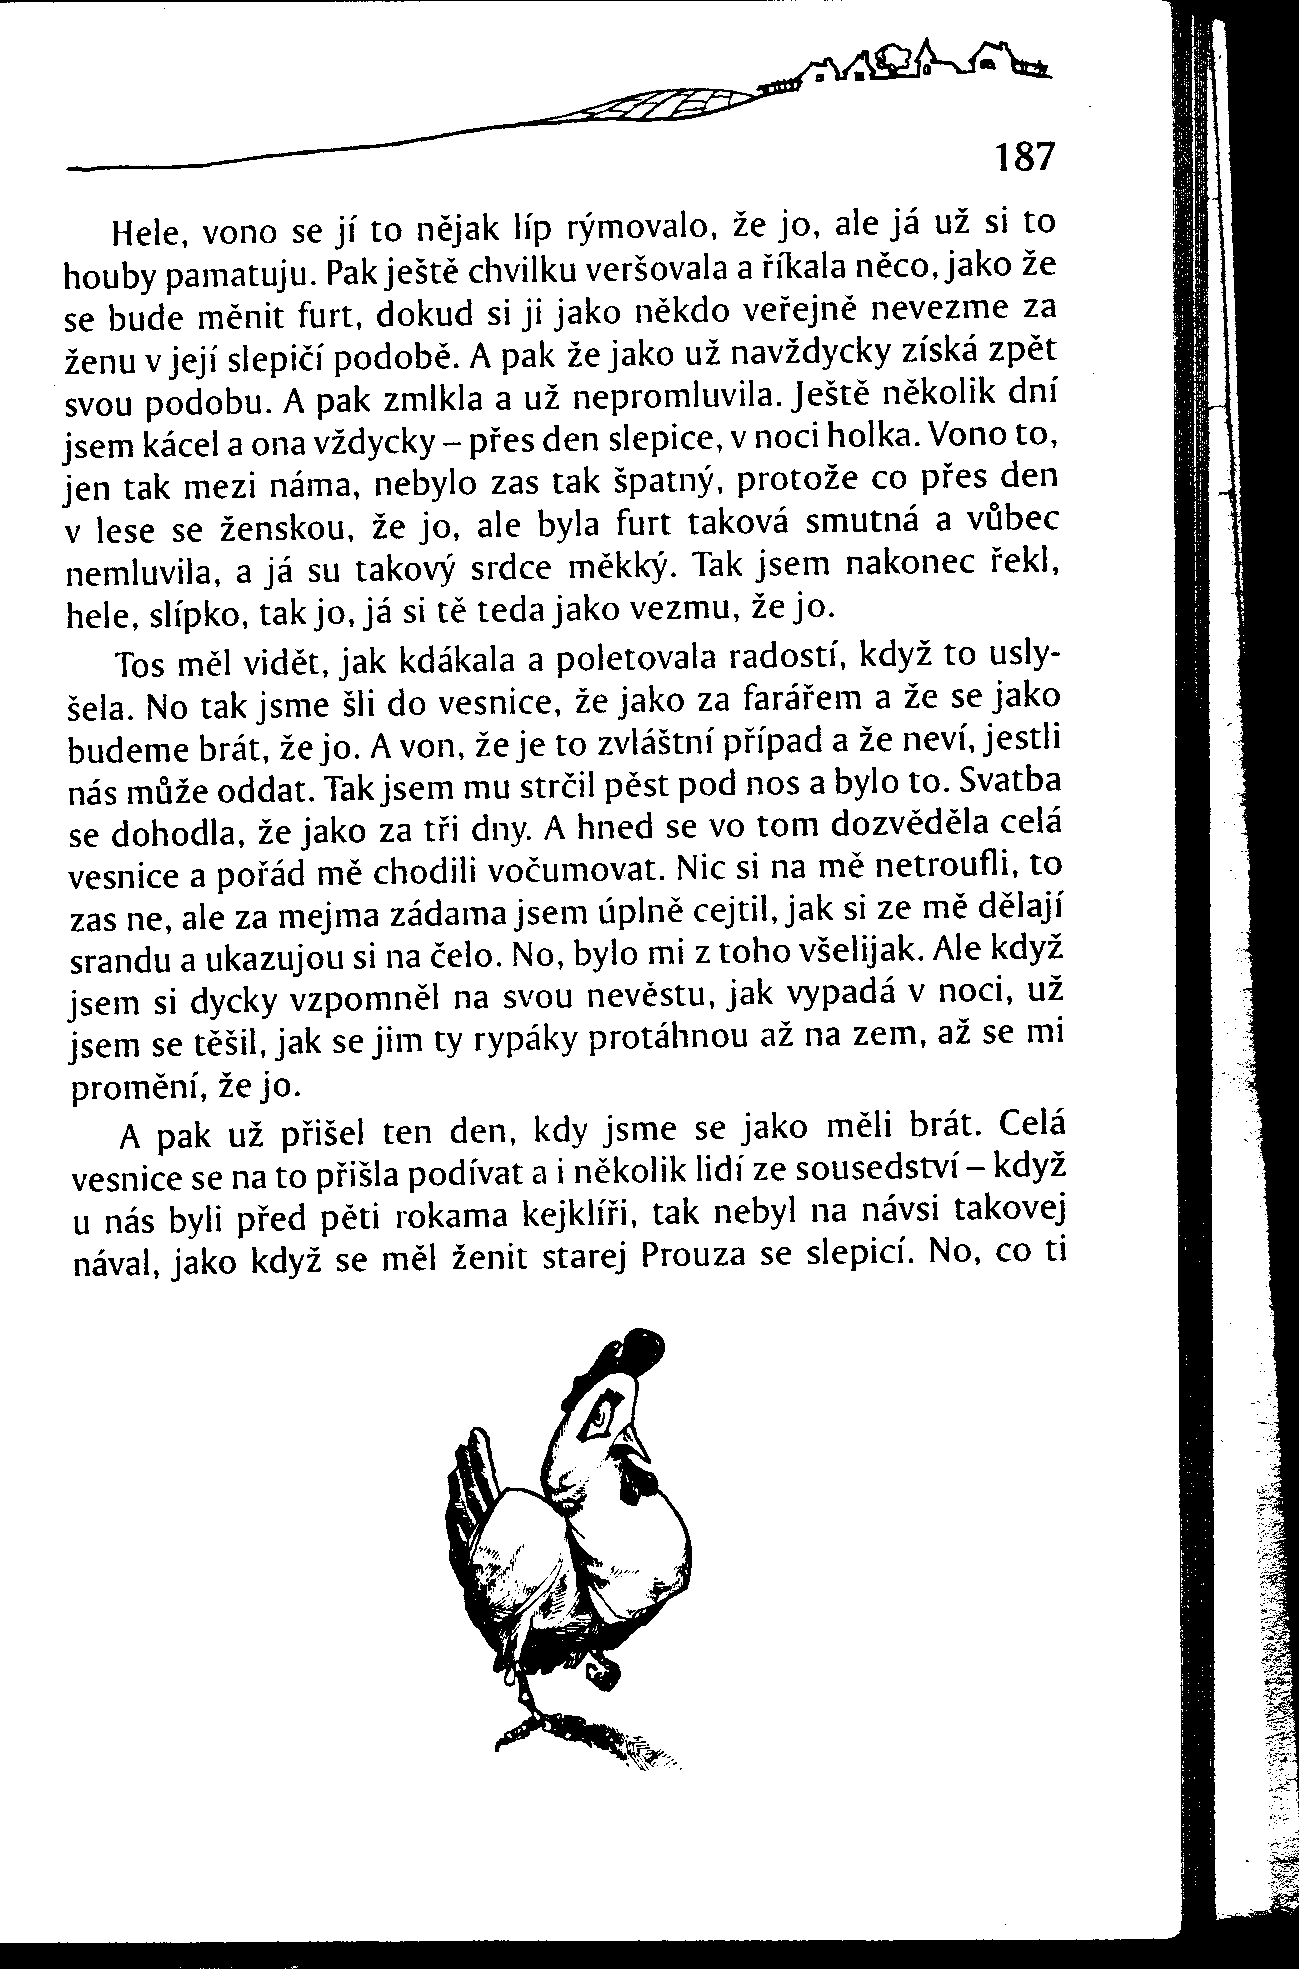 187
Hele, vono se jí to nějak líp rýmovalo, že jo, ale já už si to
houby pamatuju. Pak ještě chvilku veršovala a říkala něco, jako že
se bude měnit furt, dokud si ji jako někdo veřejně nevezme za
ženu v její slepičí podobě. A pak že jako už navždycky získá zpět
svou podobu. A pak zmlkla a už nepromluvila. Ještě několik dní
jsem kácel a ona vždycky – přes den slepice, v noci holka. Vono to,
jen tak mezi náma, nebylo zas tak špatný, protože co přes den
v lese se ženskou, že jo, ale byla furt taková smutná a vůbec
nemluvila, a já su takový srdce měkký. Tak jsem nakonec řekl,
hele, slípko, tak jo, já si tě teda jako vezmu, že jo.
Tos měl vidět, jak kdákala a poletovala radostí, když to usly-
šela. No tak jsme šli do vesnice, že jako za farářem a že se jako
budeme brát, že jo. A von, že je to zvláštní případ a že neví, jestli
nás může oddat. Tak jsem mu strčil pěst pod nos a bylo to. Svatba
se dohodla, že jako za tři dny. A hned se vo tom dozvěděla celá
vesnice a pořád mě chodili vočumovat. Nic si na mě netroufli, to
zas ne, ale za mejma zádama jsem úplně cejtil, jak si ze mě dělají
srandu a ukazujou si na čelo. No, bylo mi z toho všelijak. Ale když
jsem si dycky vzpomněl na svou nevěstu, jak vypadá v noci, už
jsem se těšil, jak se jim ty rypáky protáhnou až na zem, až se mi
promění, že jo.
A pak už přišel ten den, kdy jsme se jako měli brát. Celá
vesnice se na to přišla podívat a i několik lidí ze sousedství – když
u nás byli před pěti rokama kejklíři, tak nebyl na návsi takovej
nával, jako když se měl ženit starej Prouza se slepicí. No, co ti